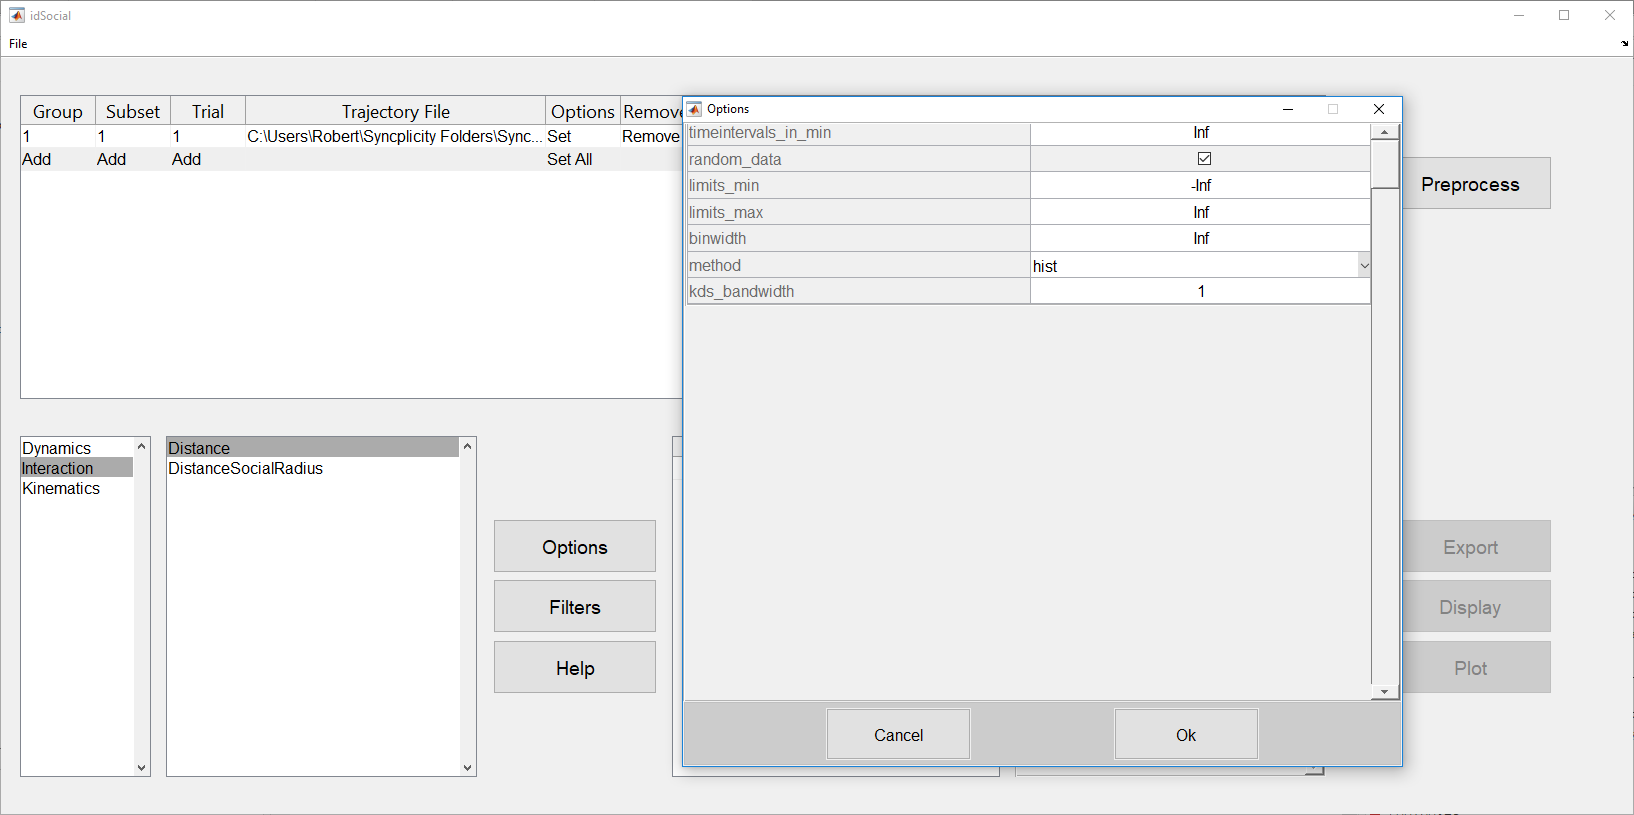 idSocial
File
Group Subset Trial Trajectory File Options Remove
1 1 1 C:\Users\Robert\Syncplicity Folders\Sync... Set Remove
Add Add Add Set All
Options
timeintervals_in_min Inf
random_data
limits_min -Inf
limits_max Inf
binwidth Inf
method hist
kds_bandwidth 1
Cancel Ok
Preprocess
Dynamics
Interaction
Kinematics
Distance
DistanceSocialRadius
Options
Filters
Help
Export
Display
Plot